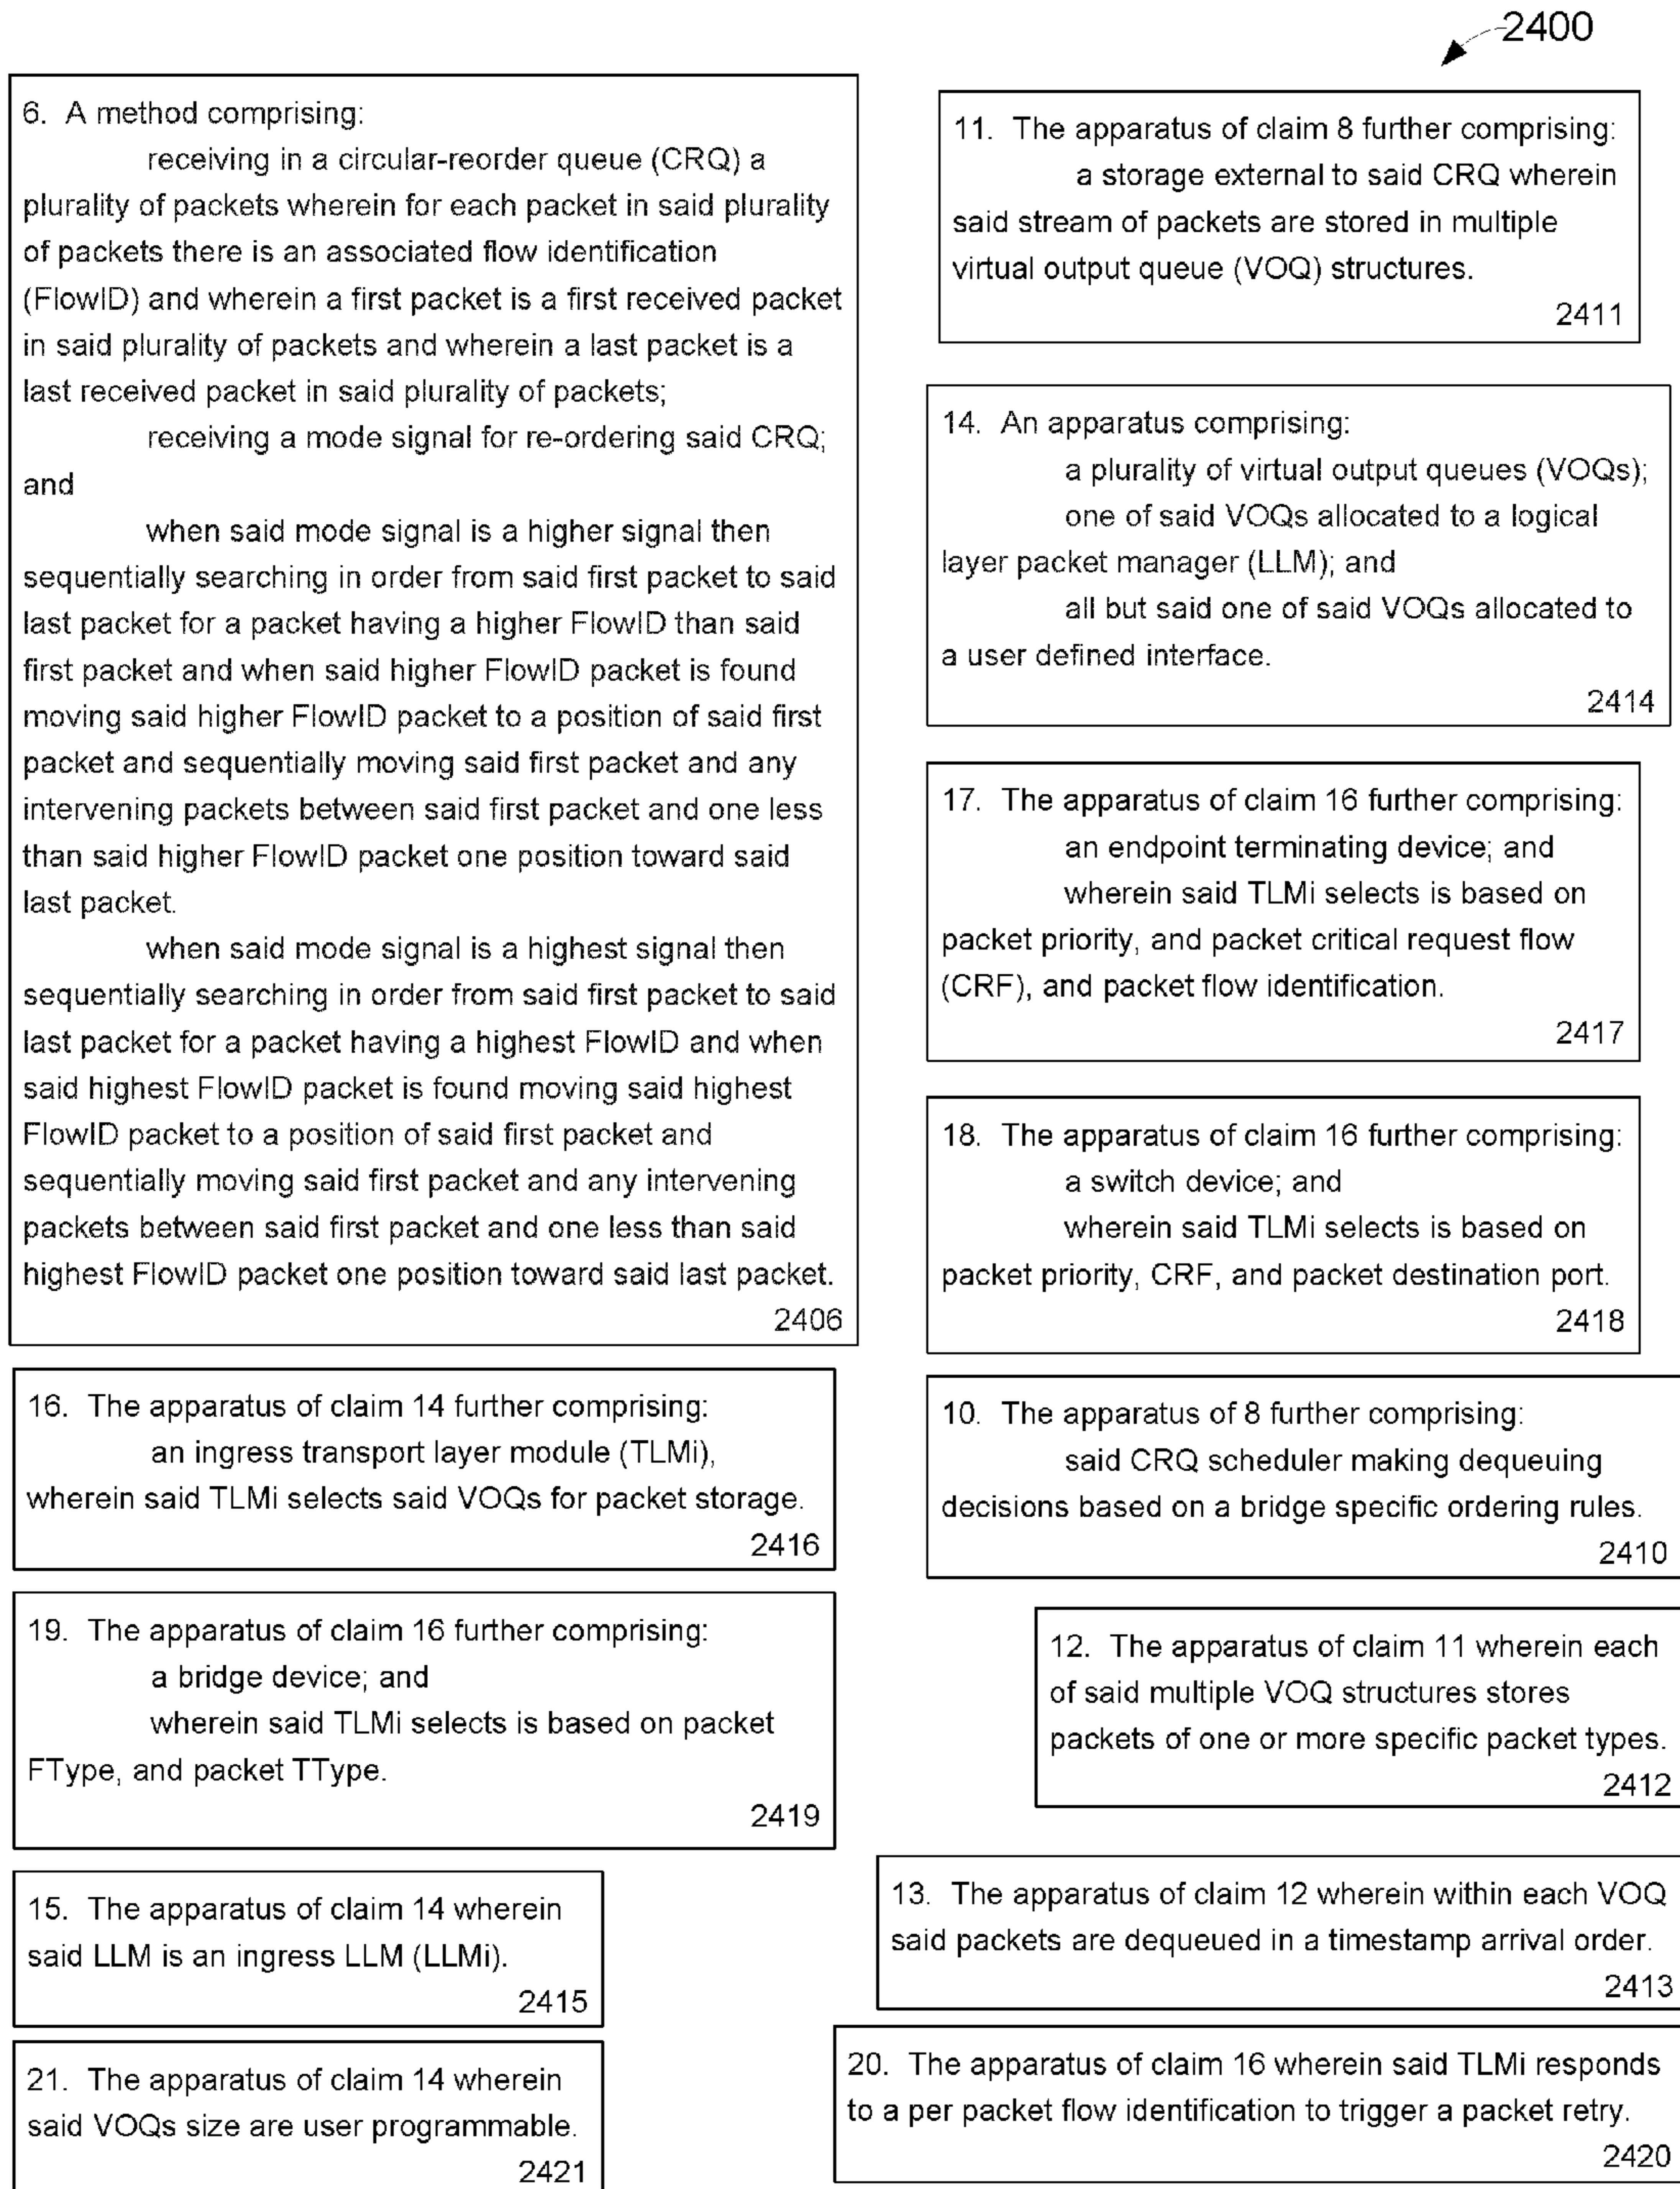 2400
6. A method comprising:
receiving in a circular-reorder queue (CRQ) a
plurality of packets wherein for each packet in said plurality
of packets there is an associated flow identification
(FlowID) and wherein a first packet is a first received packet
in said plurality of packets and wherein a last packet is a
last received packet in said plurality of packets;
receiving a mode signal for re-ordering said CRQ;
and
when said mode signal is a higher signal then
sequentially searching in order from said first packet to said
last packet for a packet having a higher FlowID than said
first packet and when said higher FlowID packet is found
moving said higher FlowID packet to a position of said first
packet and sequentially moving said first packet and any
intervening packets between said first packet and one less
than said higher FlowID packet one position toward said
last packet.
when said mode signal is a highest signal then
sequentially searching in order from said first packet to said
last packet for a packet having a highest FlowID and when
said highest FlowID packet is found moving said highest
FlowID packet to a position of said first packet and
sequentially moving said first packet and any intervening
packets between said first packet and one less than said
highest FlowID packet one position toward said last packet.
2406
16. The apparatus of claim 14 further comprising:
an ingress transport layer module (TLMi),
wherein said TLMi selects said VOQs for packet storage.
2416
19. The apparatus of claim 16 further comprising:
a bridge device; and
wherein said TLMi selects is based on packet
FType, and packet TType.
2419
15. The apparatus of claim 14 wherein
said LLM is an ingress LLM (LLMi).
2415
21. The apparatus of claim 14 wherein
said VOQs size are user programmable.
2421
11. The apparatus of claim 8 further comprising:
a storage external to said CRQ wherein
said stream of packets are stored in multiple
virtual output queue (VOQ) structures.
2411
14. An apparatus comprising:
a plurality of virtual output queues (VOQs);
one of said VOQs allocated to a logical
layer packet manager (LLM); and
all but said one of said VOQs allocated to
a user defined interface.
2414
17. The apparatus of claim 16 further comprising:
an endpoint terminating device; and
wherein said TLMi selects is based on
packet priority, and packet critical request flow
(CRF), and packet flow identification.
2417
18. The apparatus of claim 16 further comprising:
a switch device; and
wherein said TLMi selects is based on
packet priority, CRF, and packet destination port.
2418
10. The apparatus of 8 further comprising:
said CRQ scheduler making dequeuing
decisions based on a bridge specific ordering rules.
2410
12. The apparatus of claim 11 wherein each
of said multiple VOQ structures stores
packets of one or more specific packet types.
2412
13. The apparatus of claim 12 wherein within each VOQ
said packets are dequeued in a timestamp arrival order.
2413
20. The apparatus of claim 16 wherein said TLMi responds
to a per packet flow identification to trigger a packet retry.
2420